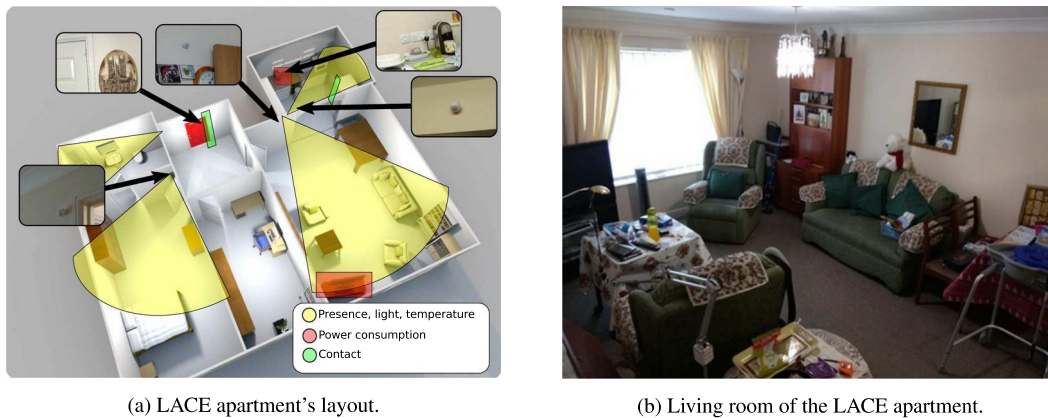 Presence, light, temperature
Power consumption
Contact
(a) LACE apartment's layout.
(b) Living room of the LACE apartment.